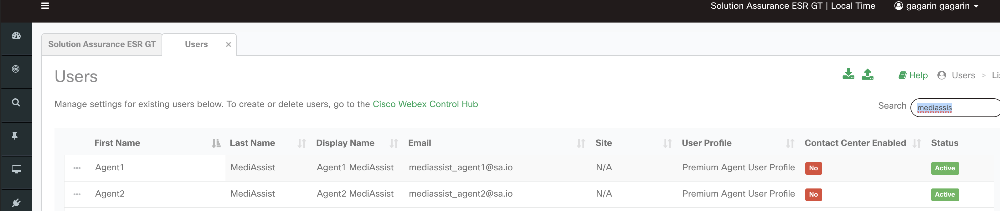 Solution Assurance ESR GT | Local Time gagarin gagarin
Solution Assurance ESR GT Users
Users
Help Users >
Manage settings for existing users below. To create or delete users, go to the Cisco Webex Control Hub
Search mediassis
First Name Last Name Display Name Email Site User Profile Contact Center Enabled Status
Agent1 MediAssist Agent1 MediAssist mediassist_agent1@sa.io N/A Premium Agent User Profile No Active
Agent2 MediAssist Agent2 MediAssist mediassist_agent2@sa.io N/A Premium Agent User Profile No Active